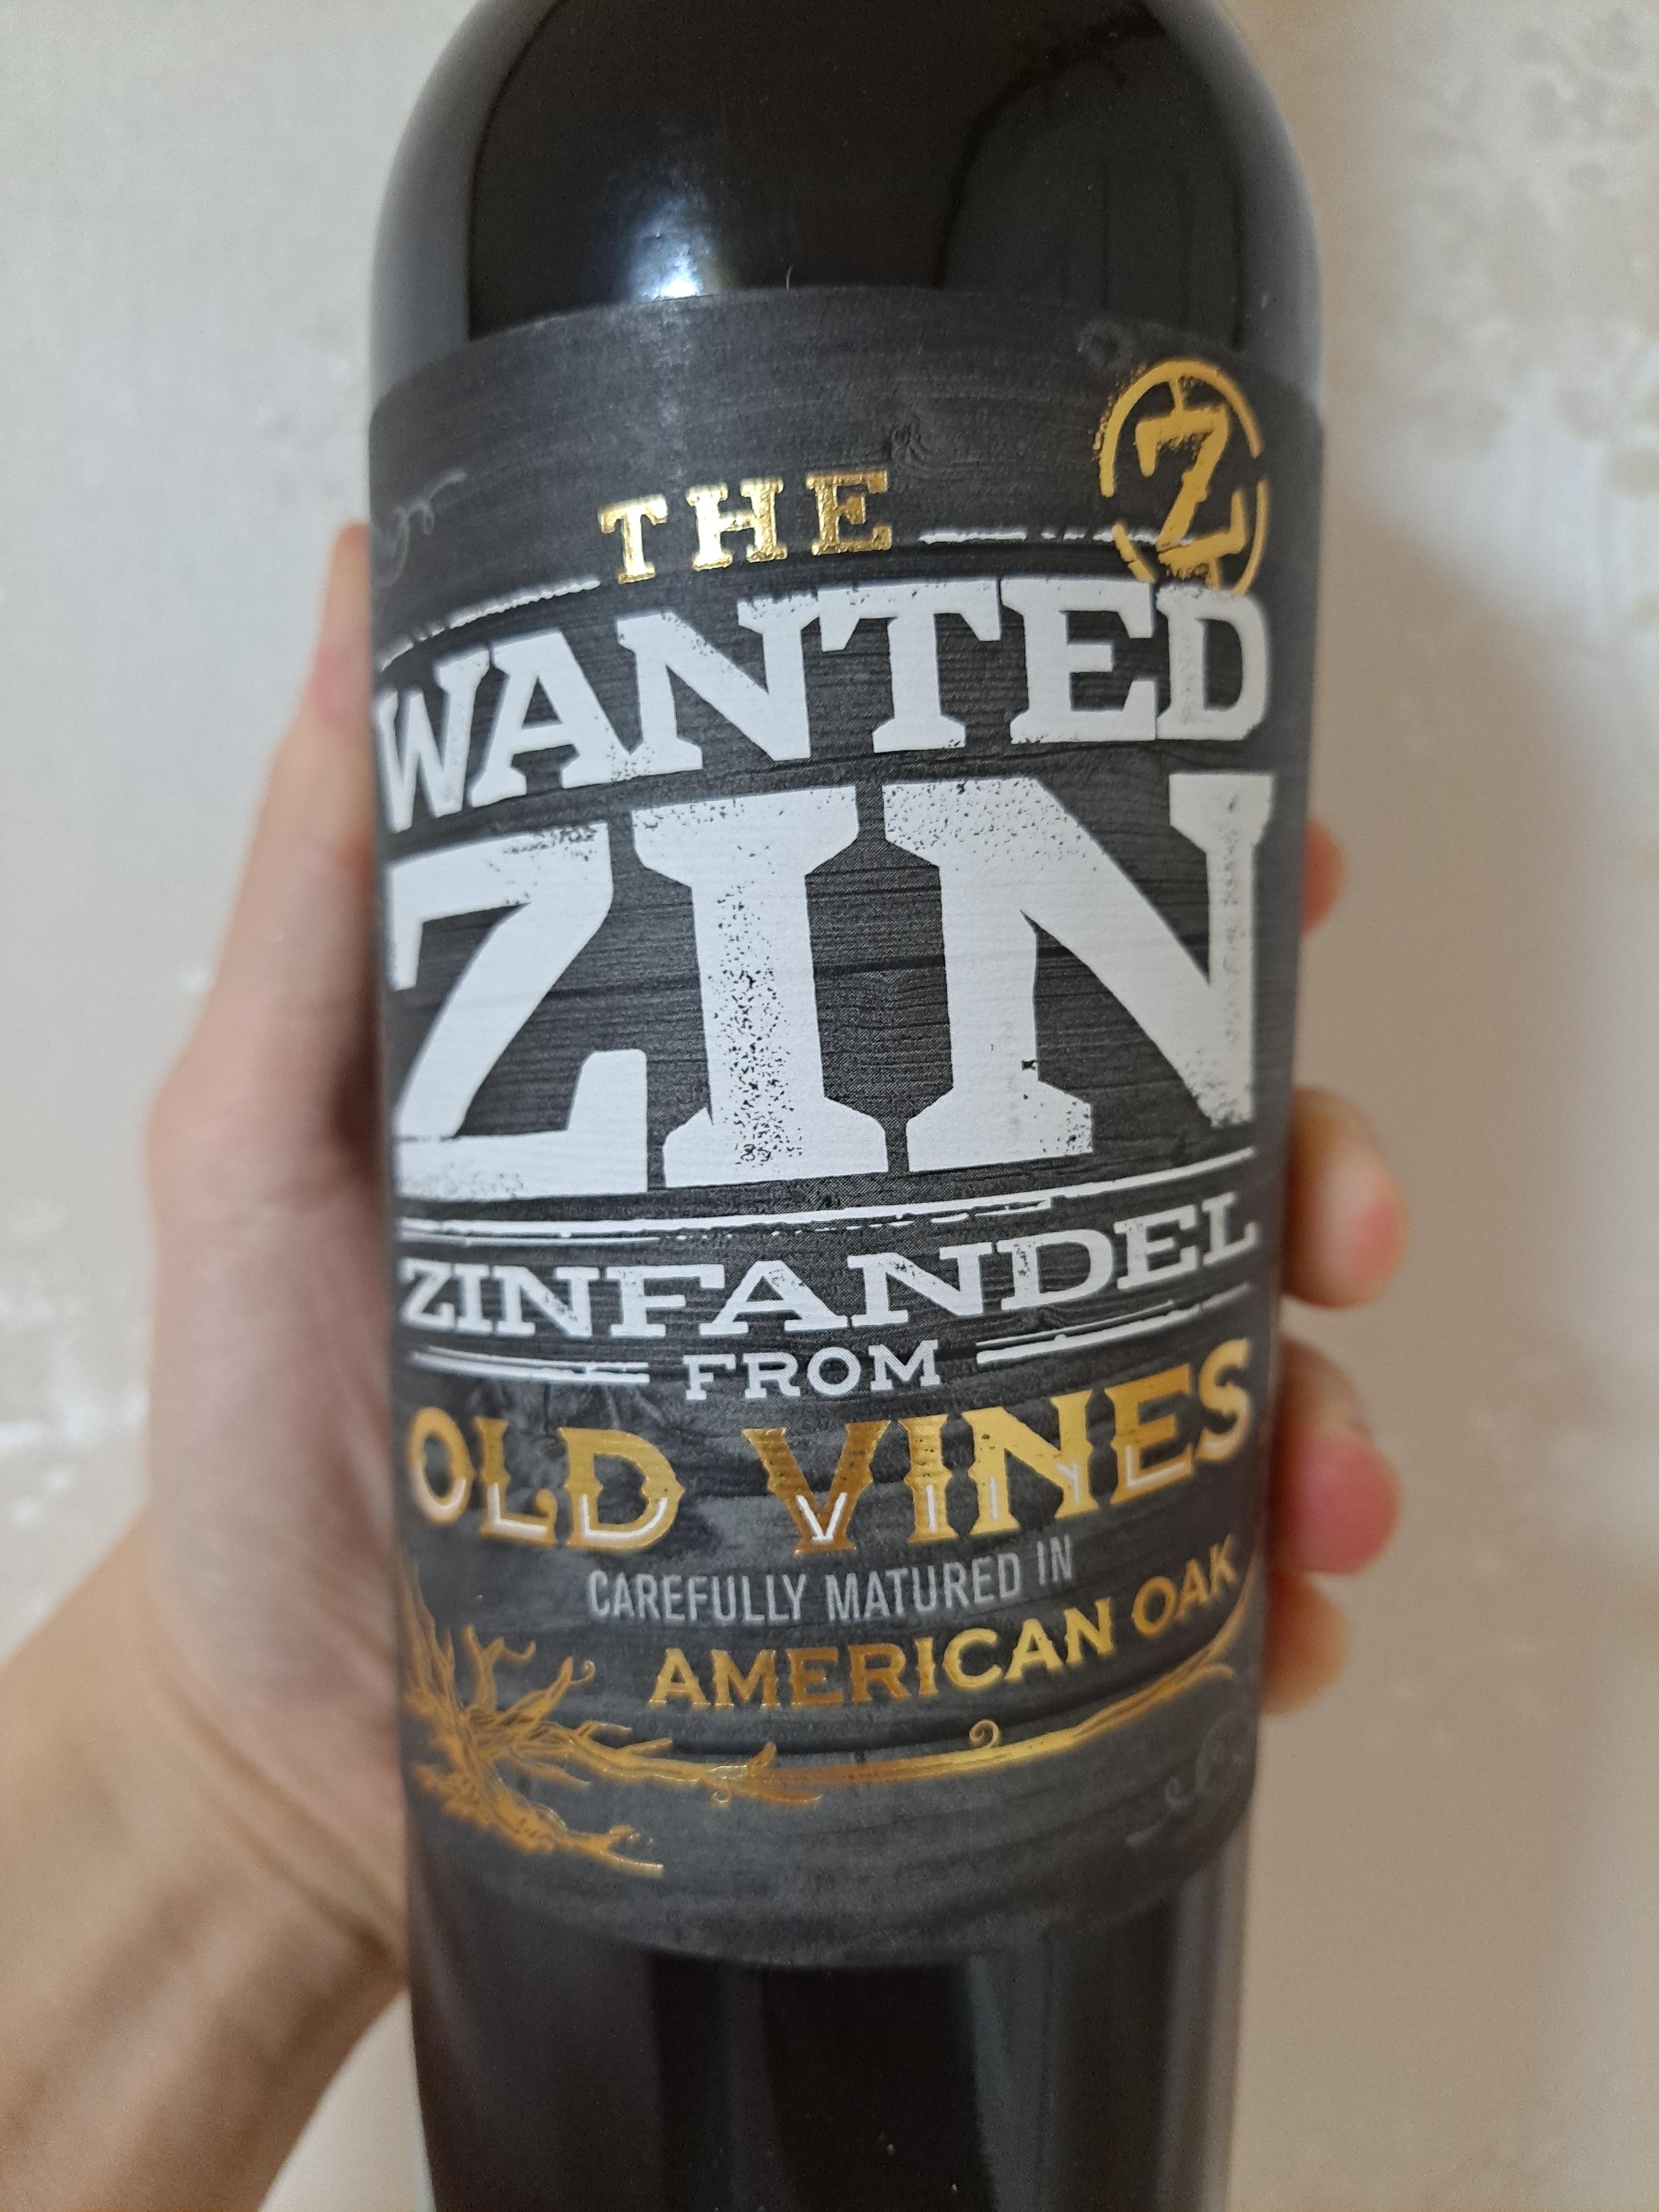 Z
THE
WANTED
ZIN
ZINFANDEL
FROM
OLD VINES
CAREFULLY MATURED IN
AMERICAN OAK